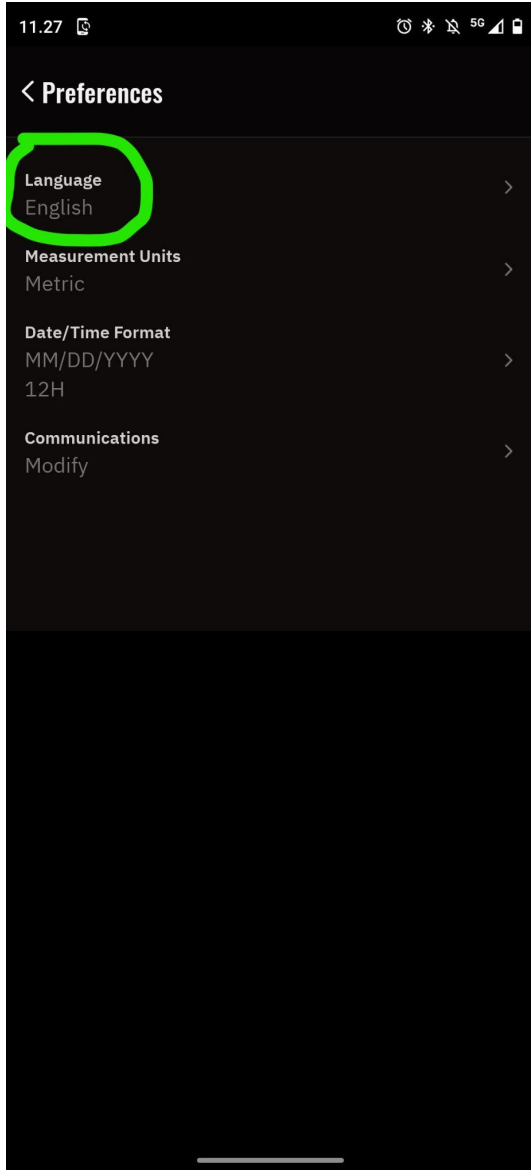 11.27
5G
Preferences
Language
English
Measurement Units
Metric
Date/Time Format
MM/DD/YYYY
12H
Communications
Modify